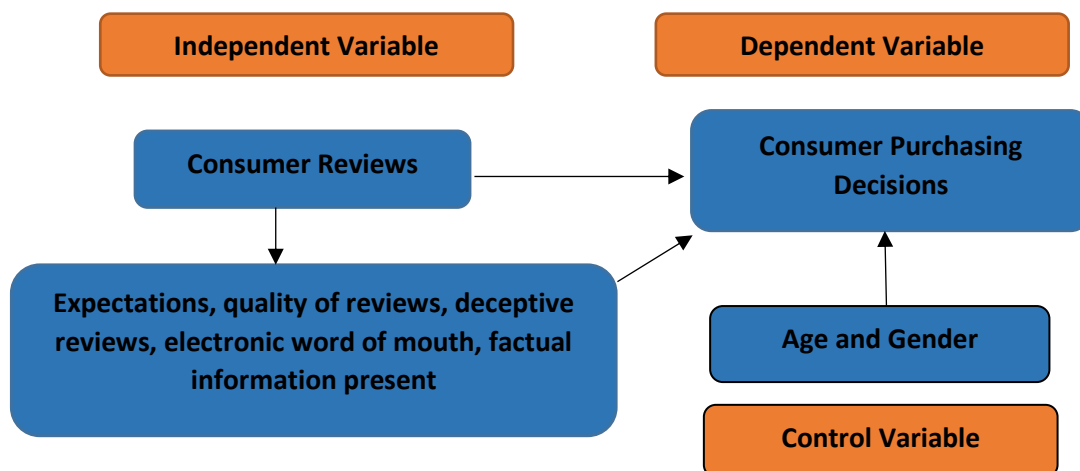 Independent Variable
Dependent Variable
Consumer Reviews
Consumer Purchasing
Decisions
Expectations, quality of reviews, deceptive
reviews, electronic word of mouth, factual
information present
Age and Gender
Control Variable